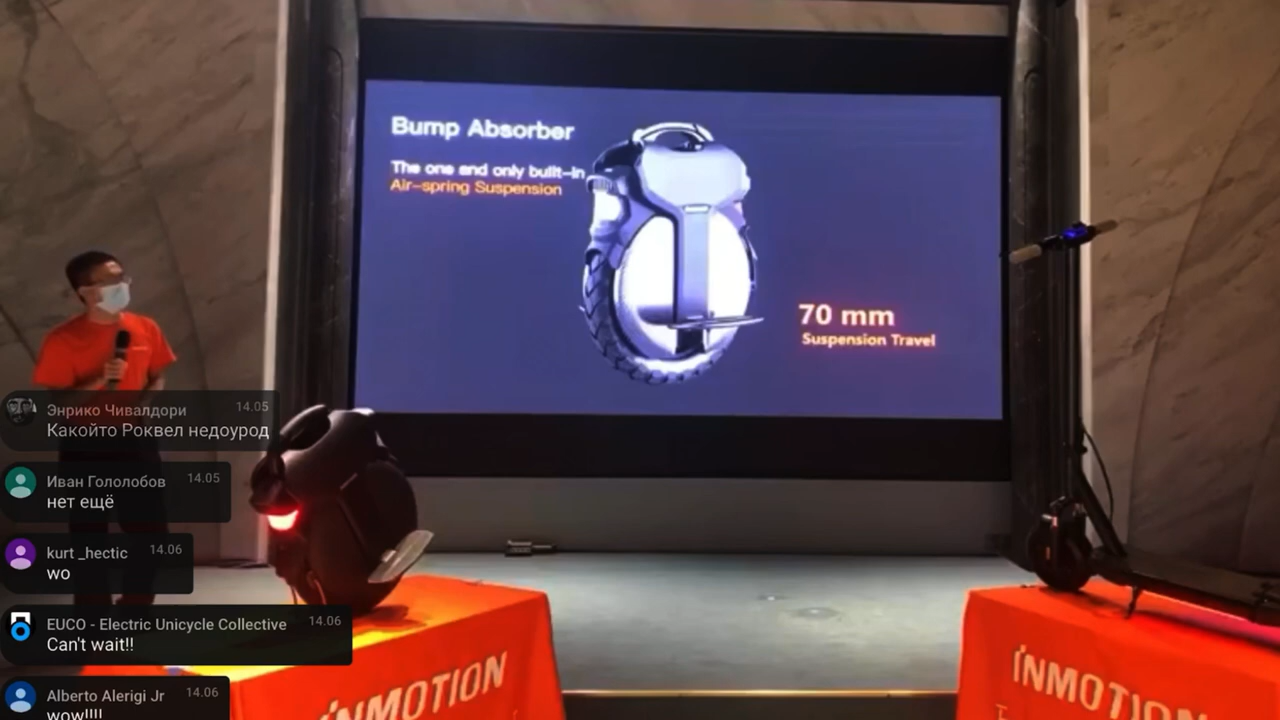 Bump Absorber
The one and only built-in
Air-spring Suspension
70 mm
Suspension Travel
Энрико Чивалдори 14.05
Какойто Роквел недоурод
Иван Гололобов 14.05
нет ещё
kurt _hectic 14.06
wo
EUCO - Electric Unicycle Collective 14.06
Can't wait!!
Alberto Alerigi Jr 14.06
wow!!!!
INMOTION
INMOTION